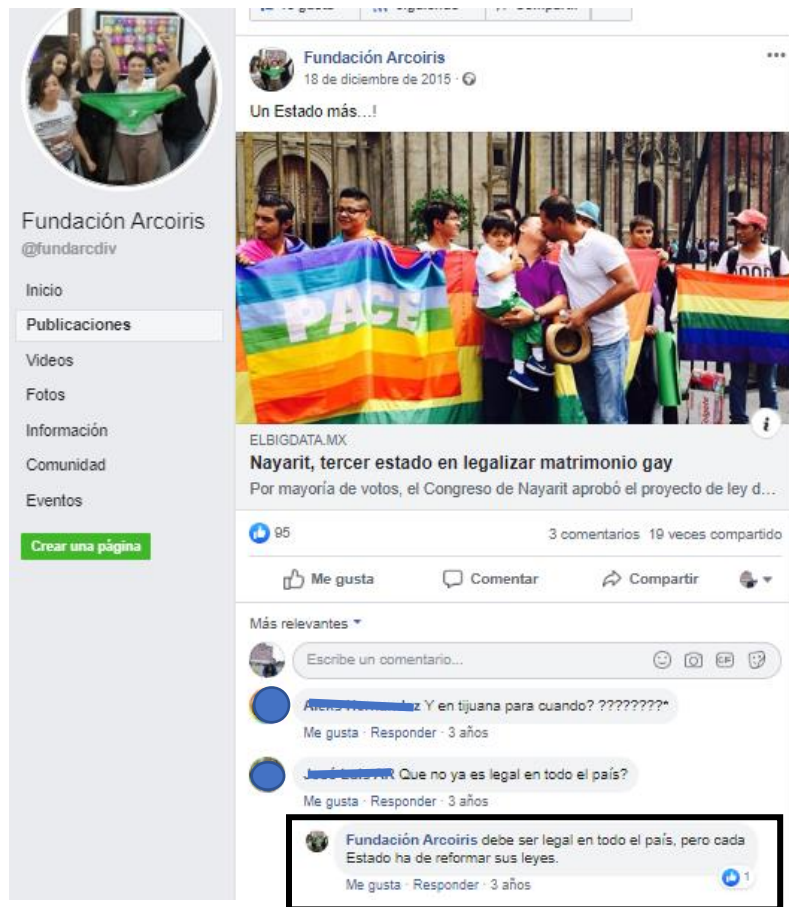 Fundación Arcoiris
@fundarcdiv
Inicio
Publicaciones
Videos
Fotos
Información
Comunidad
Eventos
Crear una página
Fundación Arcoiris
18 de diciembre de 2015
Un Estado más...!
PACE
ELBIGDATA.MX
Nayarit, tercer estado en legalizar matrimonio gay
Por mayoría de votos, el Congreso de Nayarit aprobó el proyecto de ley d...
95
3 comentarios 19 veces compartido
Me gusta
Comentar
Compartir
Más relevantes
Escribe un comentario...
GIF
Y en tijuana para cuando? ????????*
Me gusta · Responder · 3 años
Que no ya es legal en todo el país?
Me gusta · Responder · 3 años
Fundación Arcoiris debe ser legal en todo el país, pero cada
Estado ha de reformar sus leyes.
1
Me gusta · Responder · 3 años